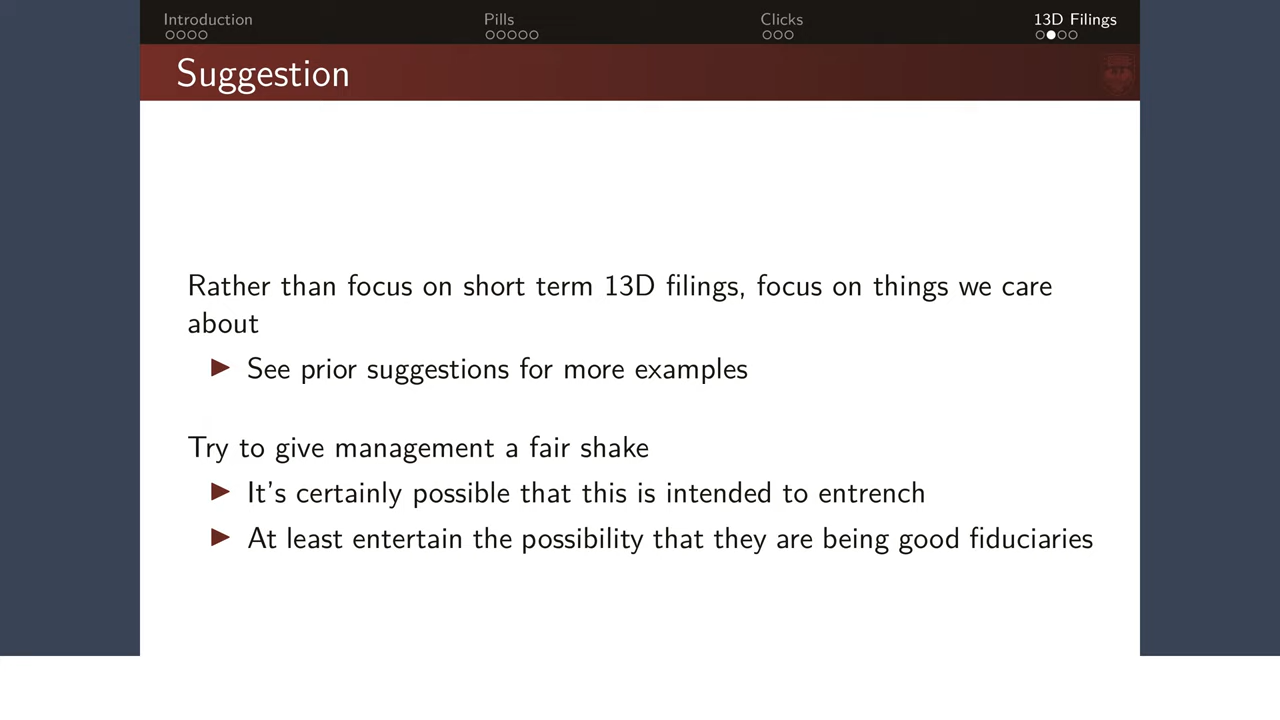 Introduction
Pills
Clicks
13D Filings
Suggestion
Rather than focus on short term 13D filings, focus on things we care
about
See prior suggestions for more examples
Try to give management a fair shake
It's certainly possible that this is intended to entrench
At least entertain the possibility that they are being good fiduciaries